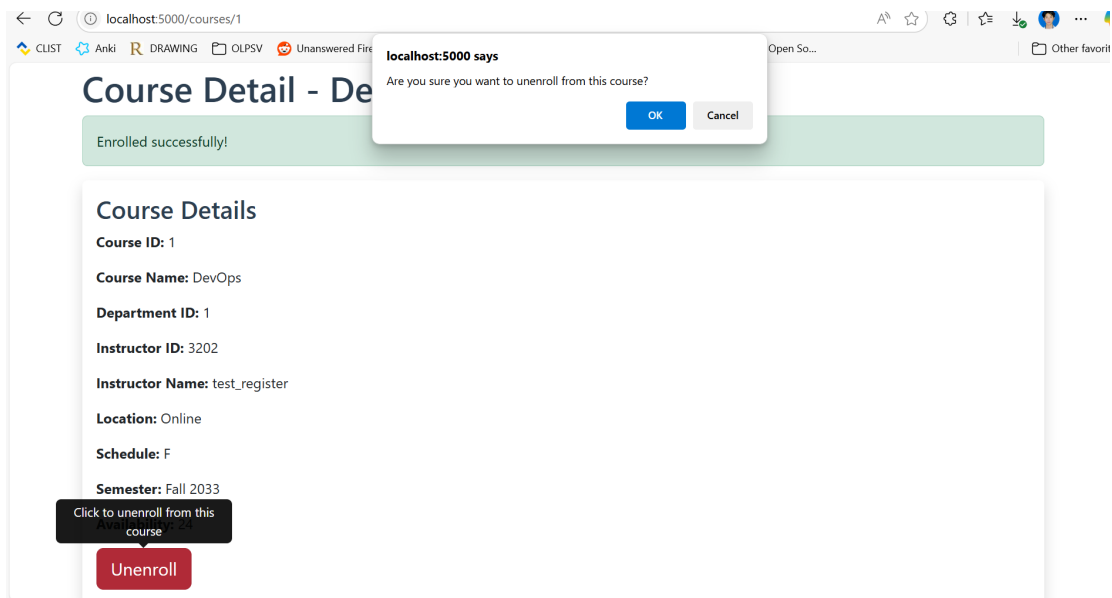 localhost:5000/courses/1
CLIST Anki R DRAWING OLPSV Unanswered Fire Open So... Other favorit
localhost:5000 says
Are you sure you want to unenroll from this course?
OK Cancel
Course Detail - De
Enrolled successfully!
Course Details
Course ID: 1
Course Name: DevOps
Department ID: 1
Instructor ID: 3202
Instructor Name: test_register
Location: Online
Schedule: F
Semester: Fall 2033
Click to unenroll from this
course
Availability: 24
Unenroll